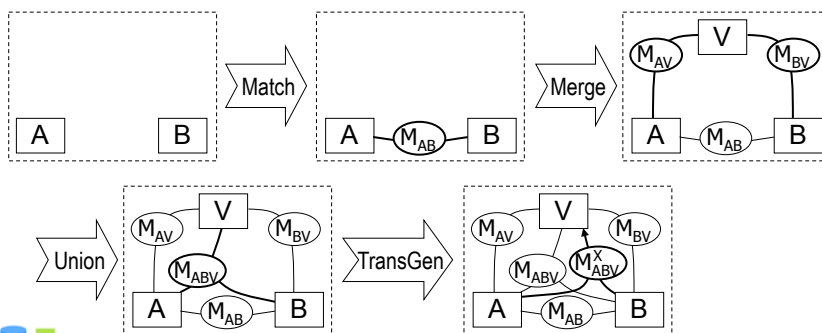 A
B
Match
A
M_AB
B
Merge
V
M_AV
M_BV
A
M_AB
B
Union
V
M_AV
M_BV
M_ABV
A
M_AB
B
TransGen
V
M_AV
M_BV
M_ABV
M^X_ABV
A
M_AB
B